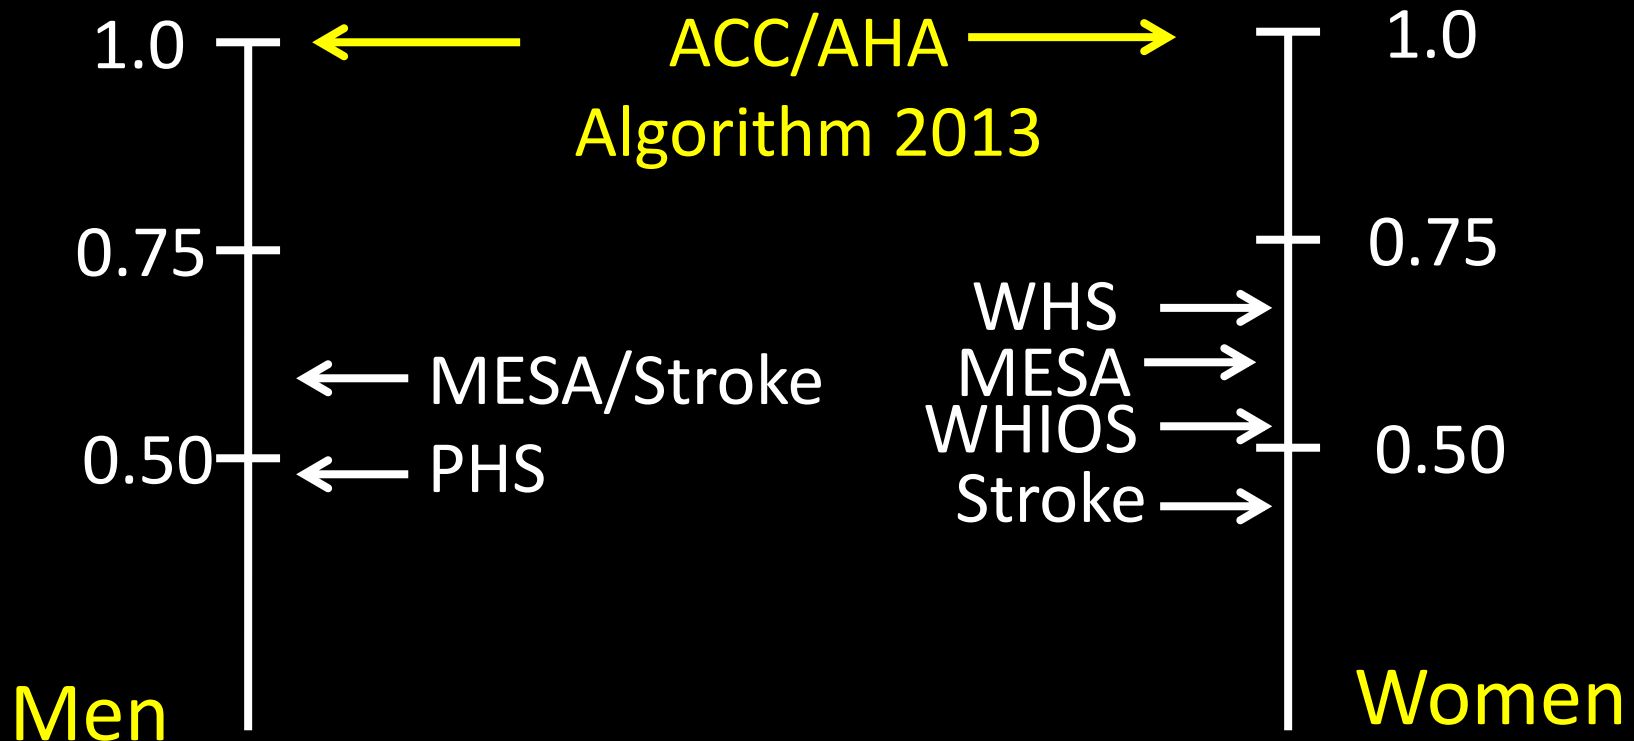 1.0
ACC/AHA
1.0
Algorithm 2013
0.75
0.75
WHS
MESA/Stroke
MESA
WHIOS
0.50
0.50
PHS
Stroke
Men
Women